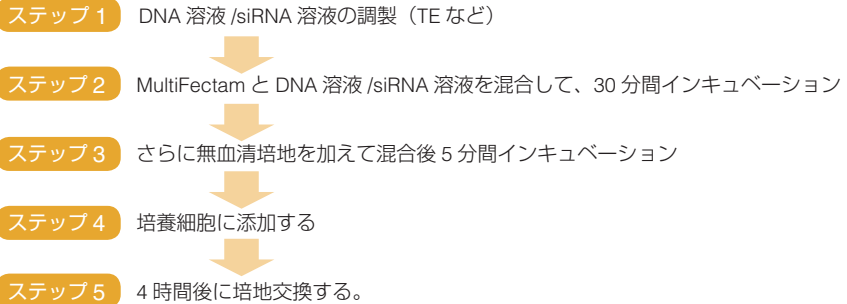 ステップ 1 DNA 溶液 /siRNA 溶液の調製（TE など）
ステップ 2 MultiFectam と DNA 溶液 /siRNA 溶液を混合して、30 分間インキュベーション
ステップ 3 さらに無血清培地を加えて混合後 5 分間インキュベーション
ステップ 4 培養細胞に添加する
ステップ 5 4 時間後に培地交換する。